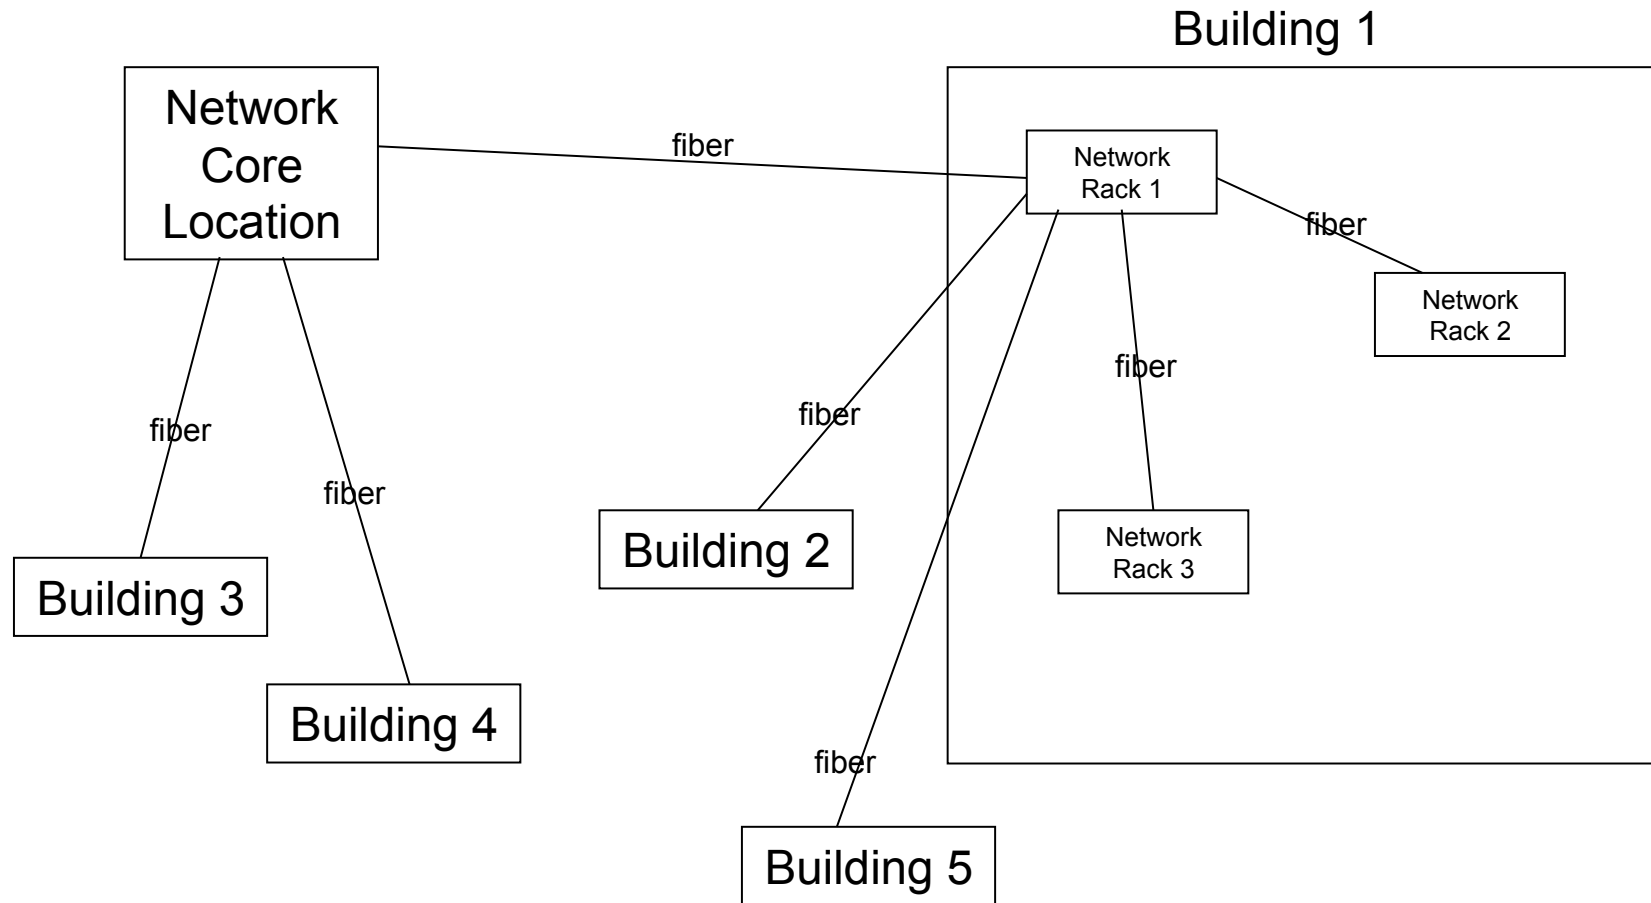 Building 1
Network
Core
Location
fiber
Network
Rack 1
fiber
Network
Rack 2
fiber
fiber
fiber
fiber
Building 2
Network
Rack 3
Building 3
Building 4
fiber
Building 5